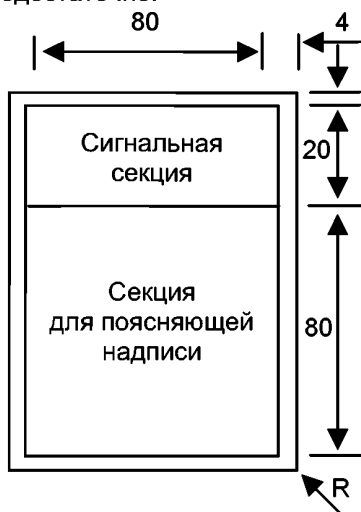 80
4
Сигнальная
секция
20
Секция
для поясняющей
надписи
80
R